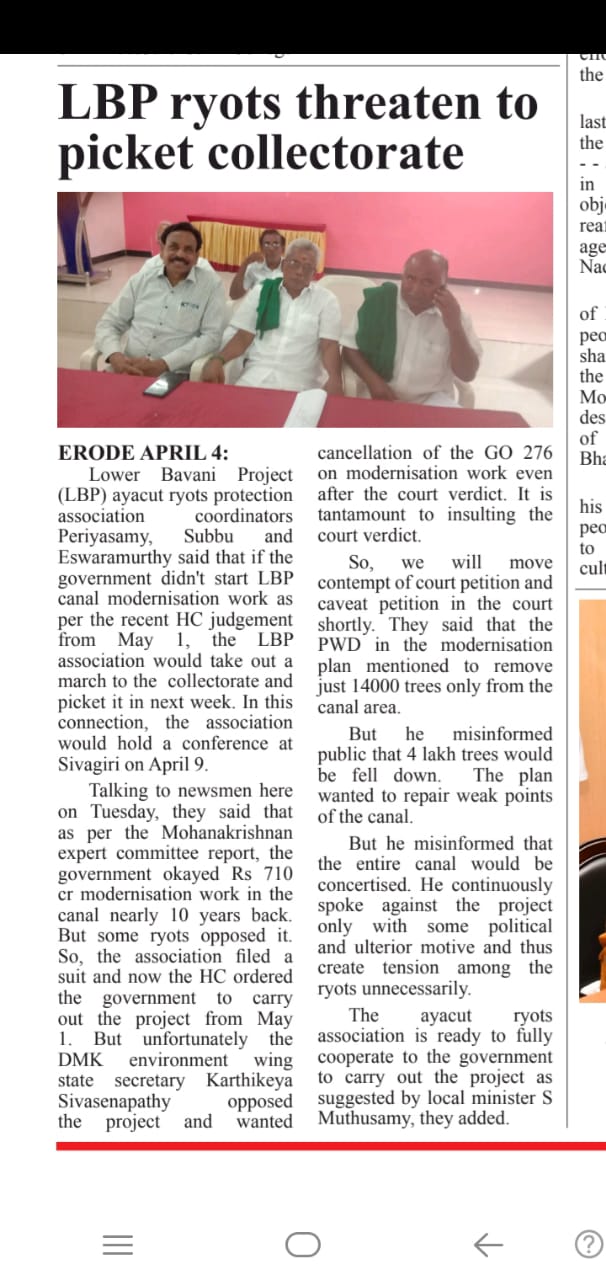 LBP ryots threaten to
picket collectorate
ERODE APRIL 4:
Lower Bavani Project
(LBP) ayacut ryots protection
association coordinators
Periyasamy, Subbu and
Eswaramurthy said that if the
government didn't start LBP
canal modernisation work as
per the recent HC judgement
from May 1, the LBP
association would take out a
march to the collectorate and
picket it in next week. In this
connection, the association
would hold a conference at
Sivagiri on April 9.
Talking to newsmen here
on Tuesday, they said that
as per the Mohanakrishnan
expert committee report, the
government okayed Rs 710
cr modernisation work in the
canal nearly 10 years back.
But some ryots opposed it.
So, the association filed a
suit and now the HC ordered
the government to carry
out the project from May
1. But unfortunately the
DMK environment wing
state secretary Karthikeya
Sivasenapathy opposed
the project and wanted
cancellation of the GO 276
on modernisation work even
after the court verdict. It is
tantamount to insulting the
court verdict.
So, we will move
contempt of court petition and
caveat petition in the court
shortly. They said that the
PWD in the modernisation
plan mentioned to remove
just 14000 trees only from the
canal area.
But he misinformed
public that 4 lakh trees would
be fell down. The plan
wanted to repair weak points
of the canal.
But he misinformed that
the entire canal would be
concertised. He continuously
spoke against the project
only with some political
and ulterior motive and thus
create tension among the
ryots unnecessarily.
The ayacut ryots
association is ready to fully
cooperate to the government
to carry out the project as
suggested by local minister S
Muthusamy, they added.
the
last
the
- -
in
of
the
of
his
to